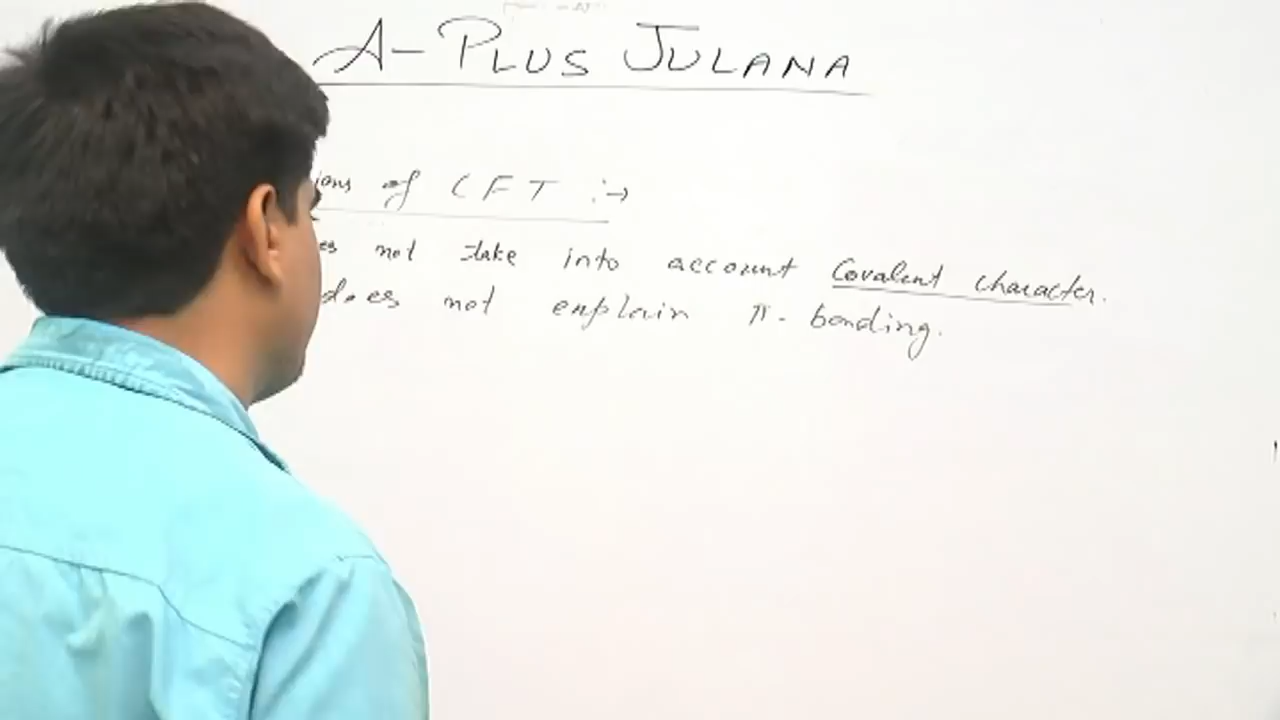 A-PLUS JULANA
ions of CFT :→
es not take into account Covalent character.
does not explain π-bonding.